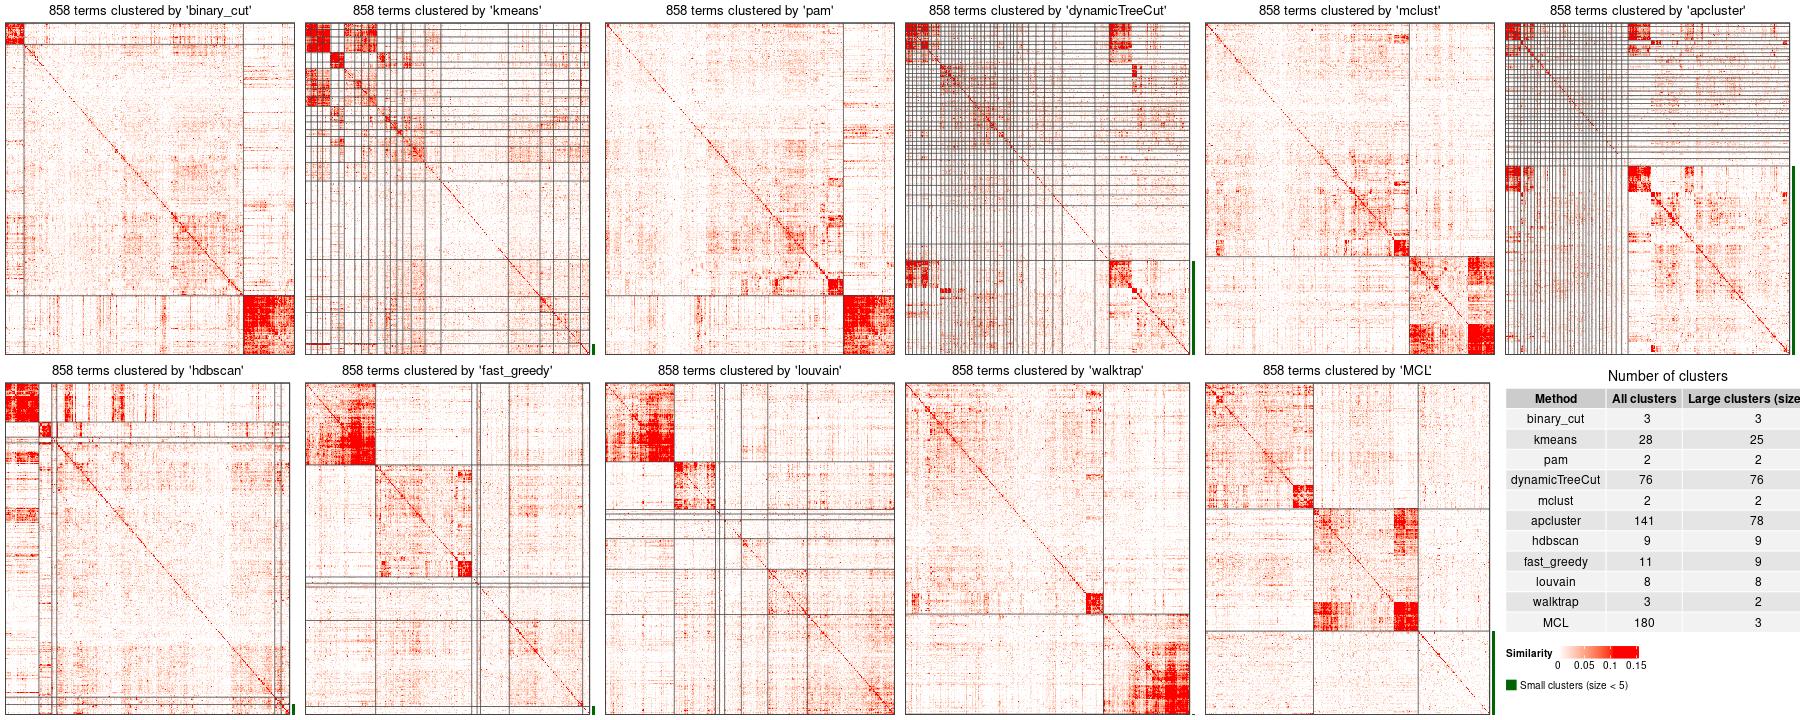 858 terms clustered by 'binary_cut'
858 terms clustered by 'kmeans'
858 terms clustered by 'pam'
858 terms clustered by 'dynamicTreeCut'
858 terms clustered by 'mclust'
858 terms clustered by 'apcluster'
858 terms clustered by 'hdbscan'
858 terms clustered by 'fast_greedy'
858 terms clustered by 'louvain'
858 terms clustered by 'walktrap'
858 terms clustered by 'MCL'
Number of clusters
Method All clusters Large clusters (size
binary_cut 3 3
kmeans 28 25
pam 2 2
dynamicTreeCut 76 76
mclust 2 2
apcluster 141 78
hdbscan 9 9
fast_greedy 11 9
louvain 8 8
walktrap 3 2
MCL 180 3
Similarity
0 0.05 0.1 0.15
Small clusters (size < 5)